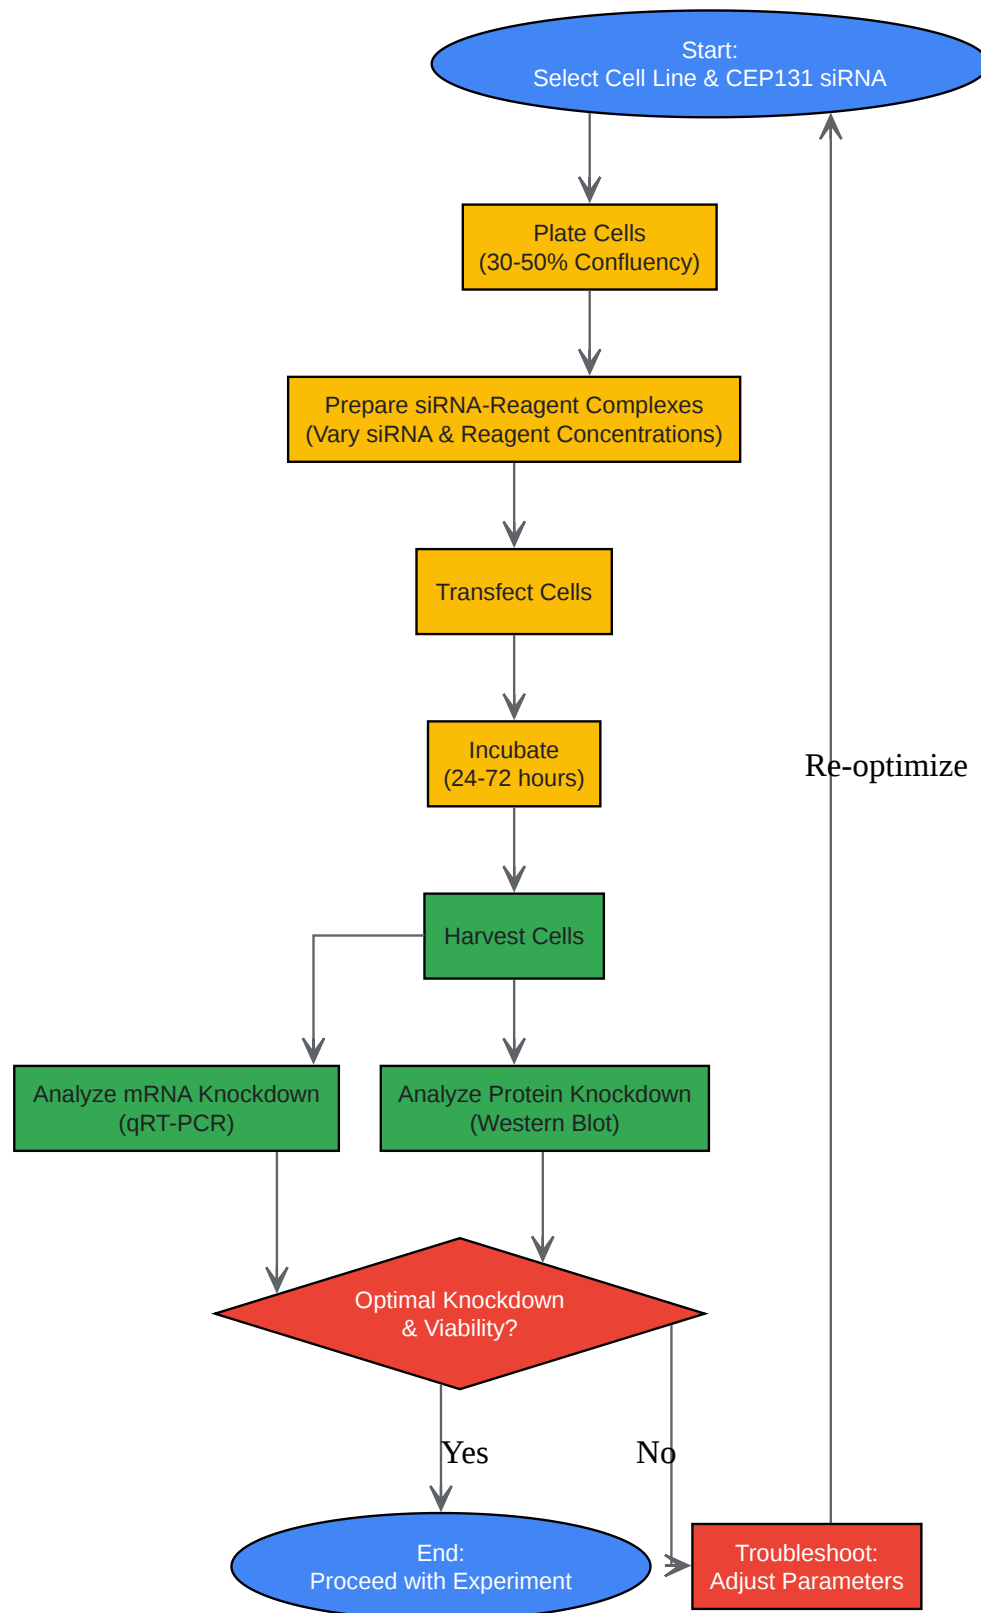 Start:
Select Cell Line & CEP131 siRNA
Plate Cells
(30-50% Confluency)
Prepare siRNA-Reagent Complexes
(Vary siRNA & Reagent Concentrations)
Transfect Cells
Incubate
(24-72 hours)
Re-optimize
Harvest Cells
Analyze mRNA Knockdown
(qRT-PCR)
Analyze Protein Knockdown
(Western Blot)
Optimal Knockdown
& Viability?
Yes
No
End:
Proceed with Experiment
Troubleshoot:
Adjust Parameters